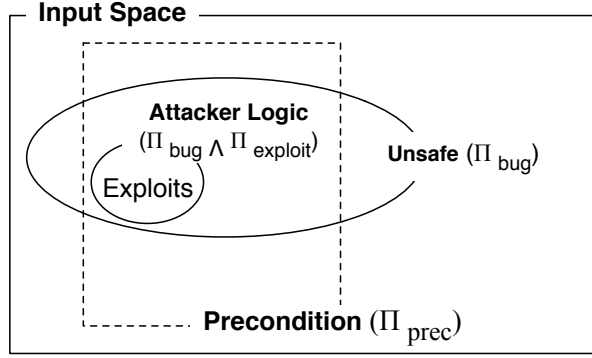 Input Space
Attacker Logic
(Π bug Λ Π exploit)
Unsafe (Π bug)
Exploits
Precondition (Π prec)